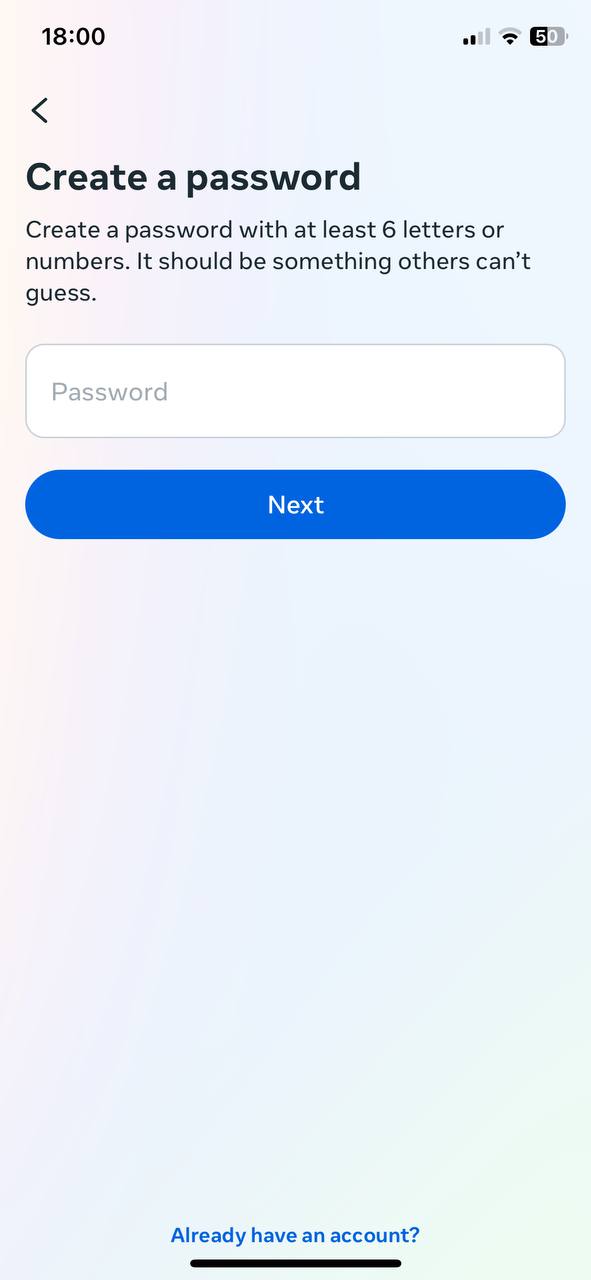 18:00
50
Create a password
Create a password with at least 6 letters or
numbers. It should be something others can’t
guess.
Password
Next
Already have an account?